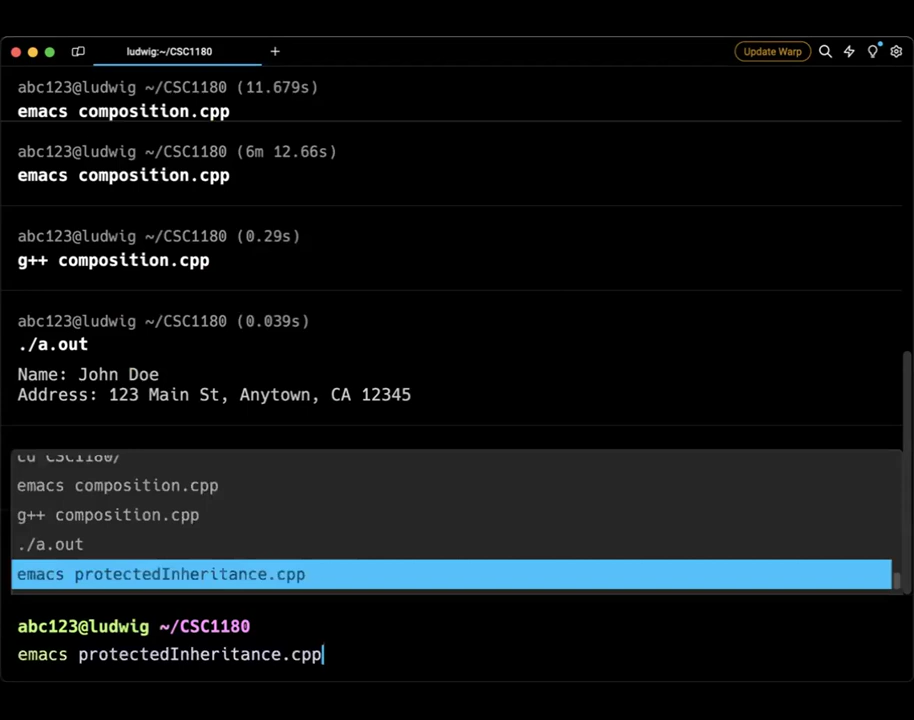 ludwig:~/CSC1180
+
Update Warp
abc123@ludwig ~/CSC1180 (11.679s)
emacs composition.cpp
abc123@ludwig ~/CSC1180 (6m 12.66s)
emacs composition.cpp
abc123@ludwig ~/CSC1180 (0.29s)
g++ composition.cpp
abc123@ludwig ~/CSC1180 (0.039s)
./a.out
Name: John Doe
Address: 123 Main St, Anytown, CA 12345
cd CSC1180/
emacs composition.cpp
g++ composition.cpp
./a.out
emacs protectedInheritance.cpp
abc123@ludwig ~/CSC1180
emacs protectedInheritance.cpp